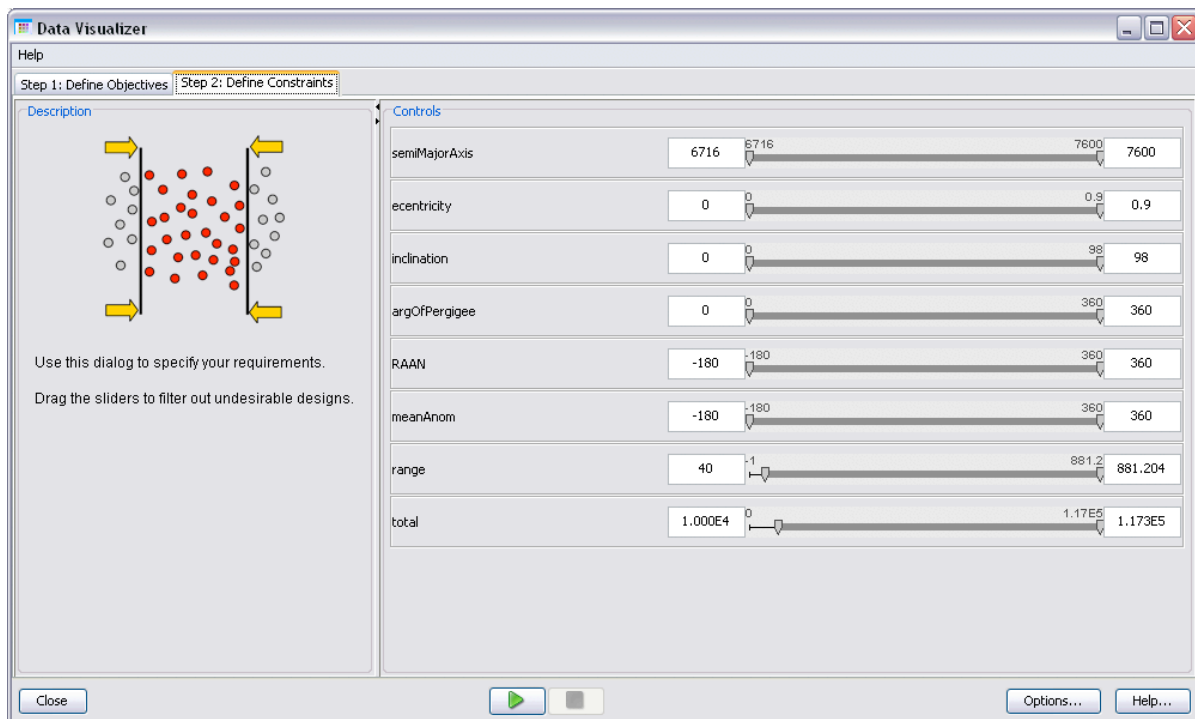 Data Visualizer
Help
Step 1: Define Objectives Step 2: Define Constraints
Description
Use this dialog to specify your requirements.
Drag the sliders to filter out undesirable designs.
Controls
semiMajorAxis 6716 6716 7600 7600
ecentricity 0 0 0.9 0.9
inclination 0 0 98 98
argOfPergigee 0 0 360 360
RAAN -180 -180 360 360
meanAnom -180 -180 360 360
range 40 -1 881.2 881.204
total 1.000E4 0 1.17E5 1.173E5
Close Options... Help...